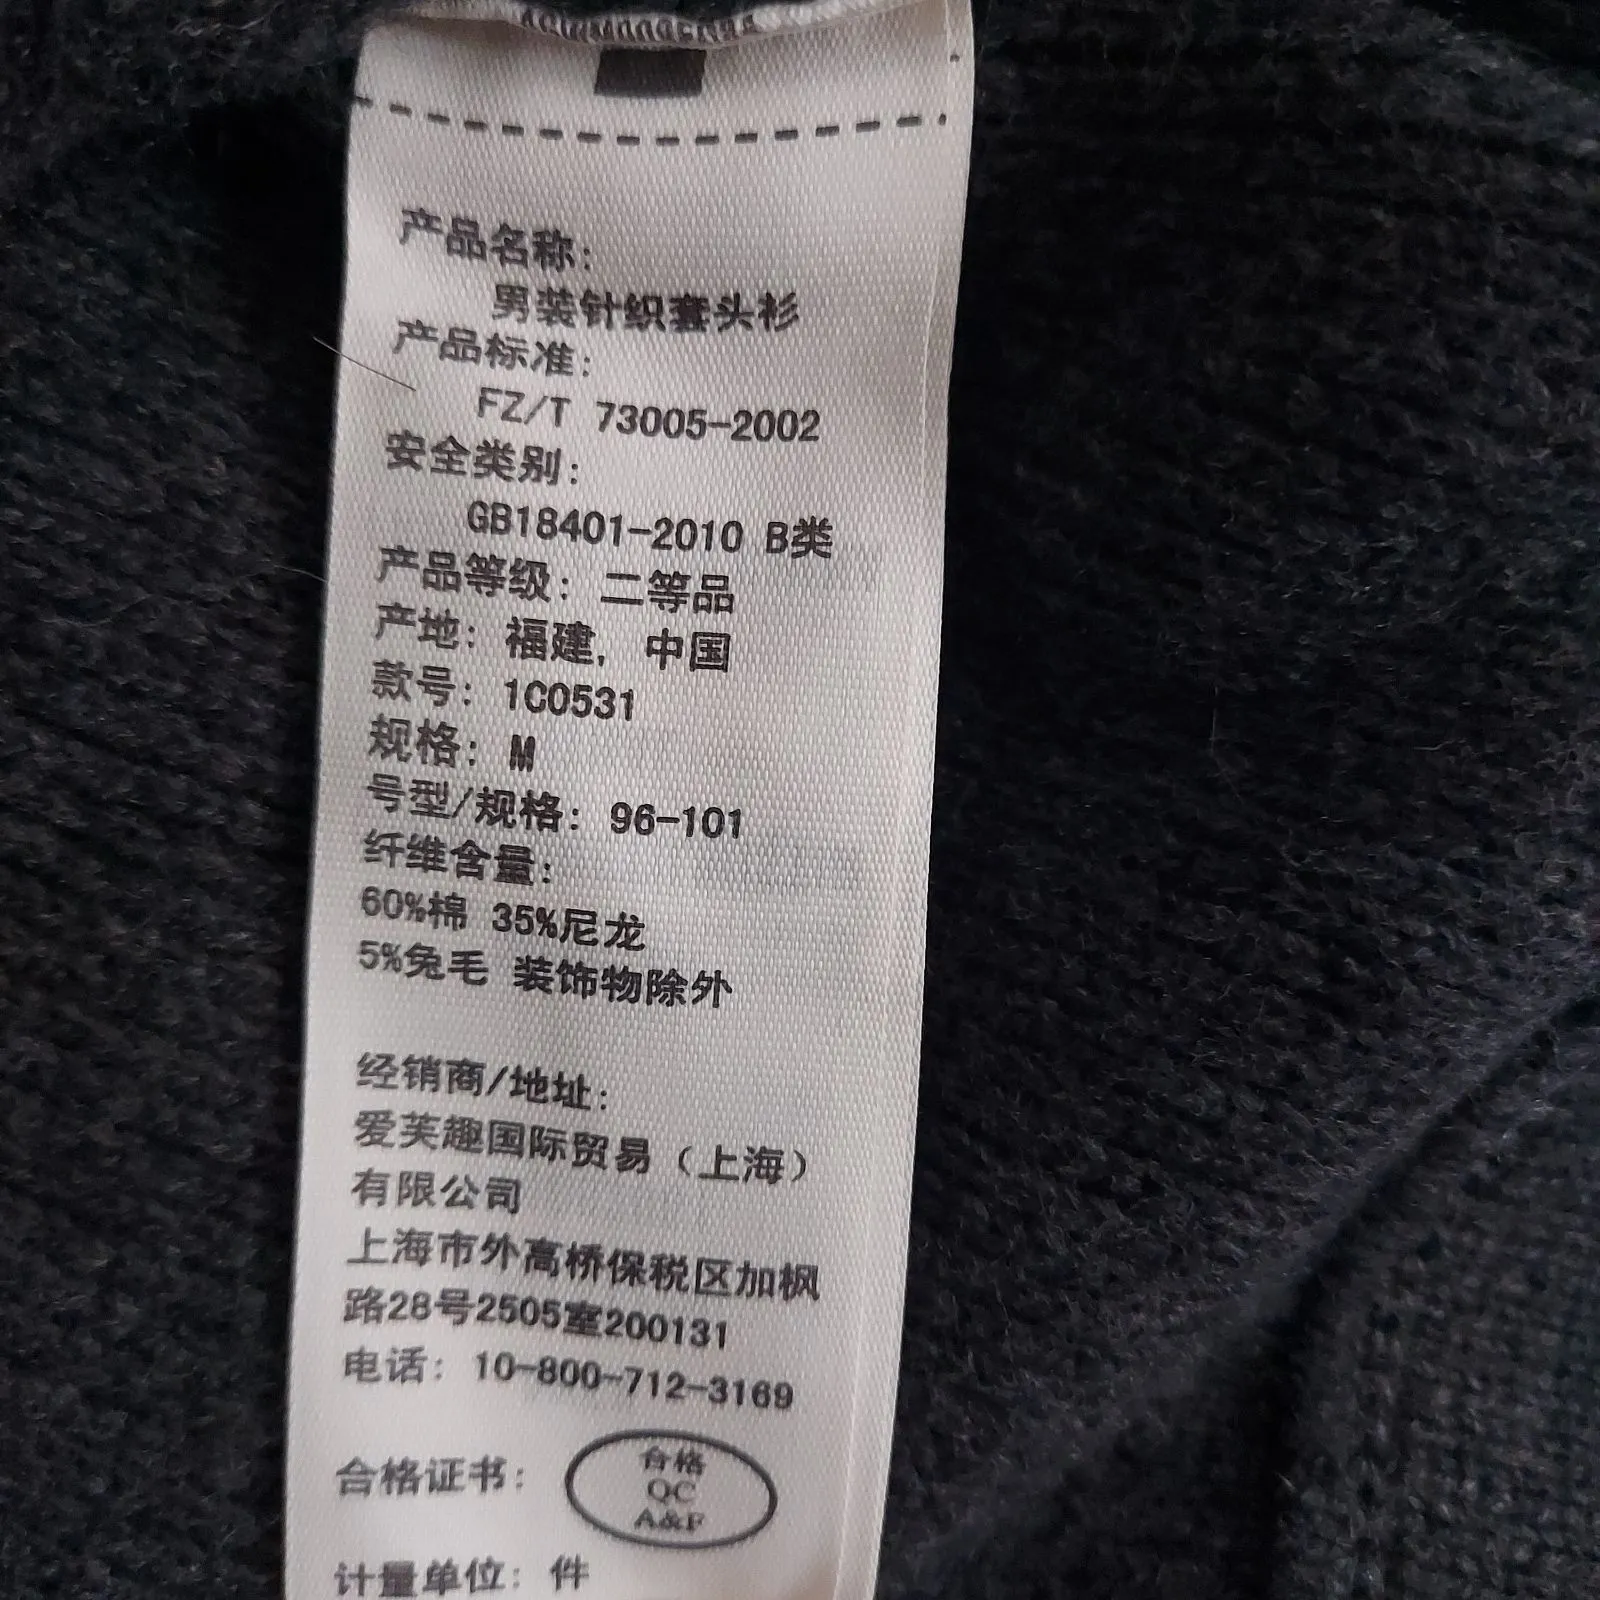 产品名称:
男装针织套头衫
产品标准:
FZ/T 73005-2002
安全类别:
GB18401-2010 B类
产品等级: 二等品
产地: 福建, 中国
款号: 1C0531
规格: M
号型/规格: 96-101
纤维含量:
60%棉 35%尼龙
5%兔毛 装饰物除外
经销商/地址:
爱芙趣国际贸易（上海）
有限公司
上海市外高桥保税区加枫
路28号2505室200131
电话: 10-800-712-3169
合格证书:
合格
QC
A&F
计量单位: 件